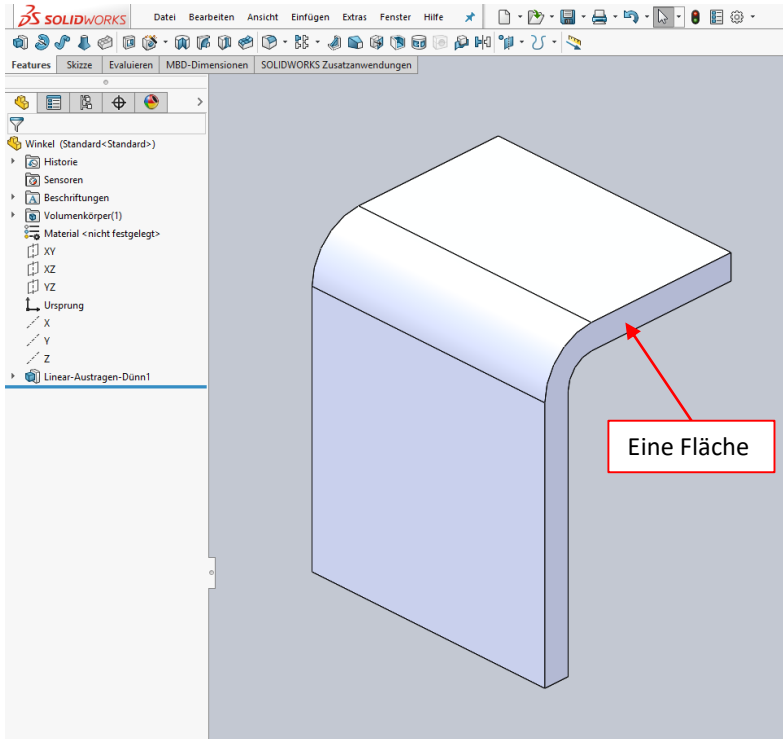 SOLIDWORKS Datei Bearbeiten Ansicht Einfügen Extras Fenster Hilfe
Features Skizze Evaluieren MBD-Dimensionen SOLIDWORKS Zusatzanwendungen
Winkel (Standard<Standard>)
Historie
Sensoren
Beschriftungen
Volumenkörper(1)
Material <nicht festgelegt>
XY
XZ
YZ
Ursprung
X
Y
Z
Linear-Austragen-Dünn1
Eine Fläche